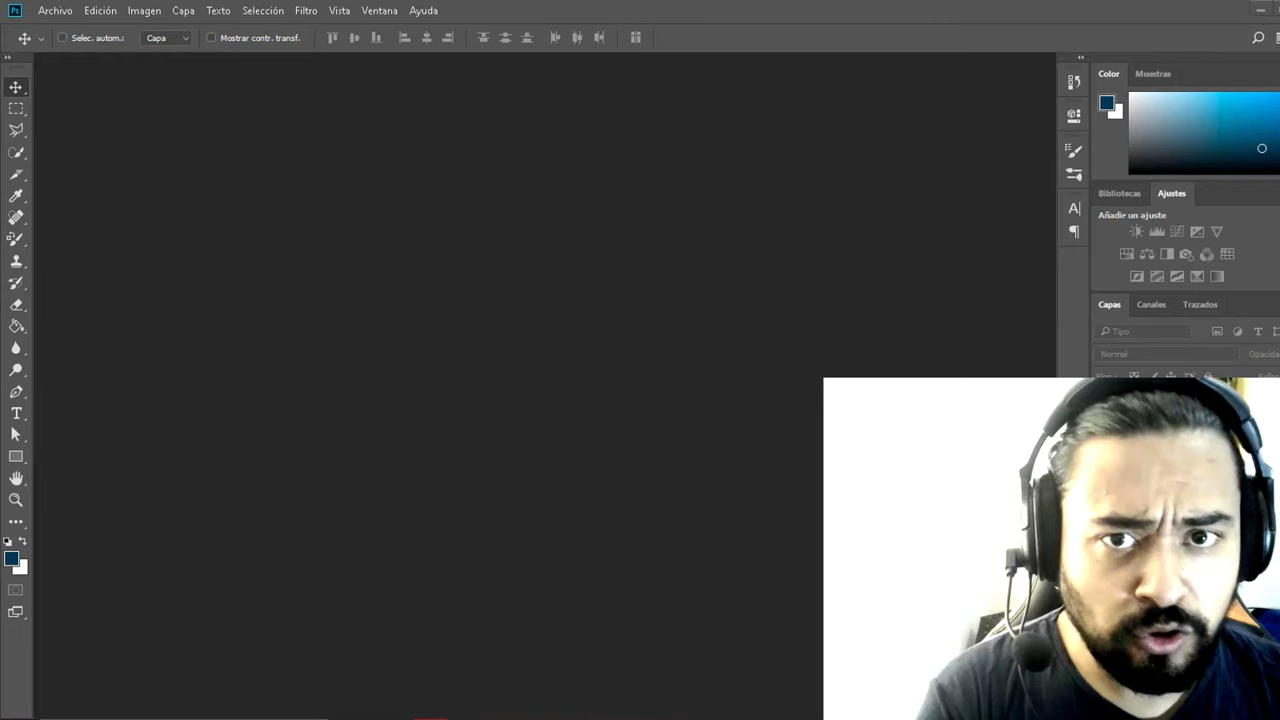 Ps Archivo Edición Imagen Capa Texto Selección Filtro Vista Ventana Ayuda
Selec. autom.: Capa Mostrar contr. transf.
Color Muestras
Bibliotecas Ajustes
Añadir un ajuste
Capas Canales Trazados
Tipo
Normal